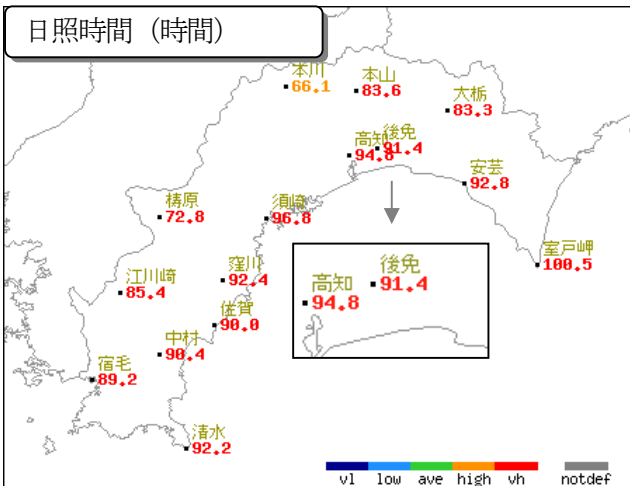 日照時間（時間）
本川
66.1
本山
83.6
大栃
83.3
高知
94.8
後免
91.4
安芸
92.8
梼原
72.8
須崎
96.8
室戸岬
100.5
窪川
92.4
江川崎
85.4
佐賀
90.0
中村
90.4
宿毛
89.2
清水
92.2
後免
91.4
高知
94.8
vl low ave high vh notdef